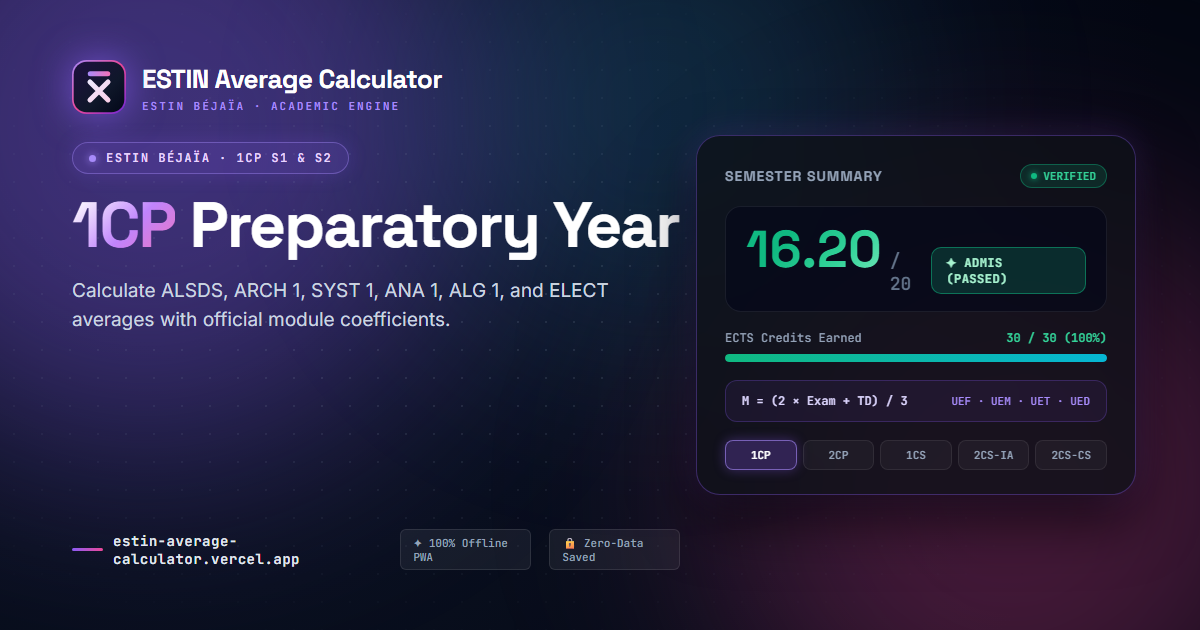 ESTIN Average Calculator
ESTIN BÉJAÏA · ACADEMIC ENGINE
ESTIN BÉJAÏA · 1CP S1 & S2
1CP Preparatory Year
Calculate ALSDS, ARCH 1, SYST 1, ANA 1, ALG 1, and ELECT
averages with official module coefficients.
estin-average-
calculator.vercel.app
✦ 100% Offline
PWA
🔒 Zero-Data
Saved
SEMESTER SUMMARY
VERIFIED
16.20
/
20
✦ ADMIS
(PASSED)
ECTS Credits Earned
30 / 30 (100%)
M = (2 × Exam + TD) / 3
UEF · UEM · UET · UED
1CP
2CP
1CS
2CS-IA
2CS-CS